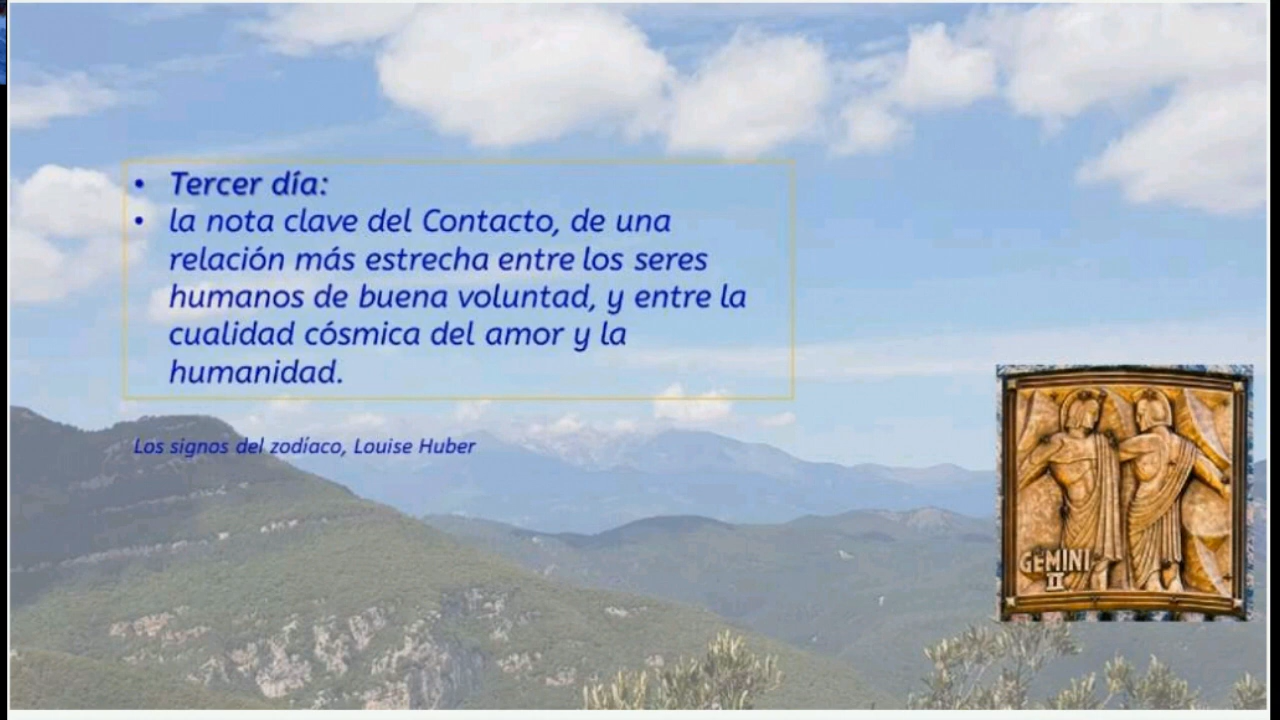 • Tercer día:
• la nota clave del Contacto, de una
relación más estrecha entre los seres
humanos de buena voluntad, y entre la
cualidad cósmica del amor y la
humanidad.
Los signos del zodíaco, Louise Huber
GEMINI
II